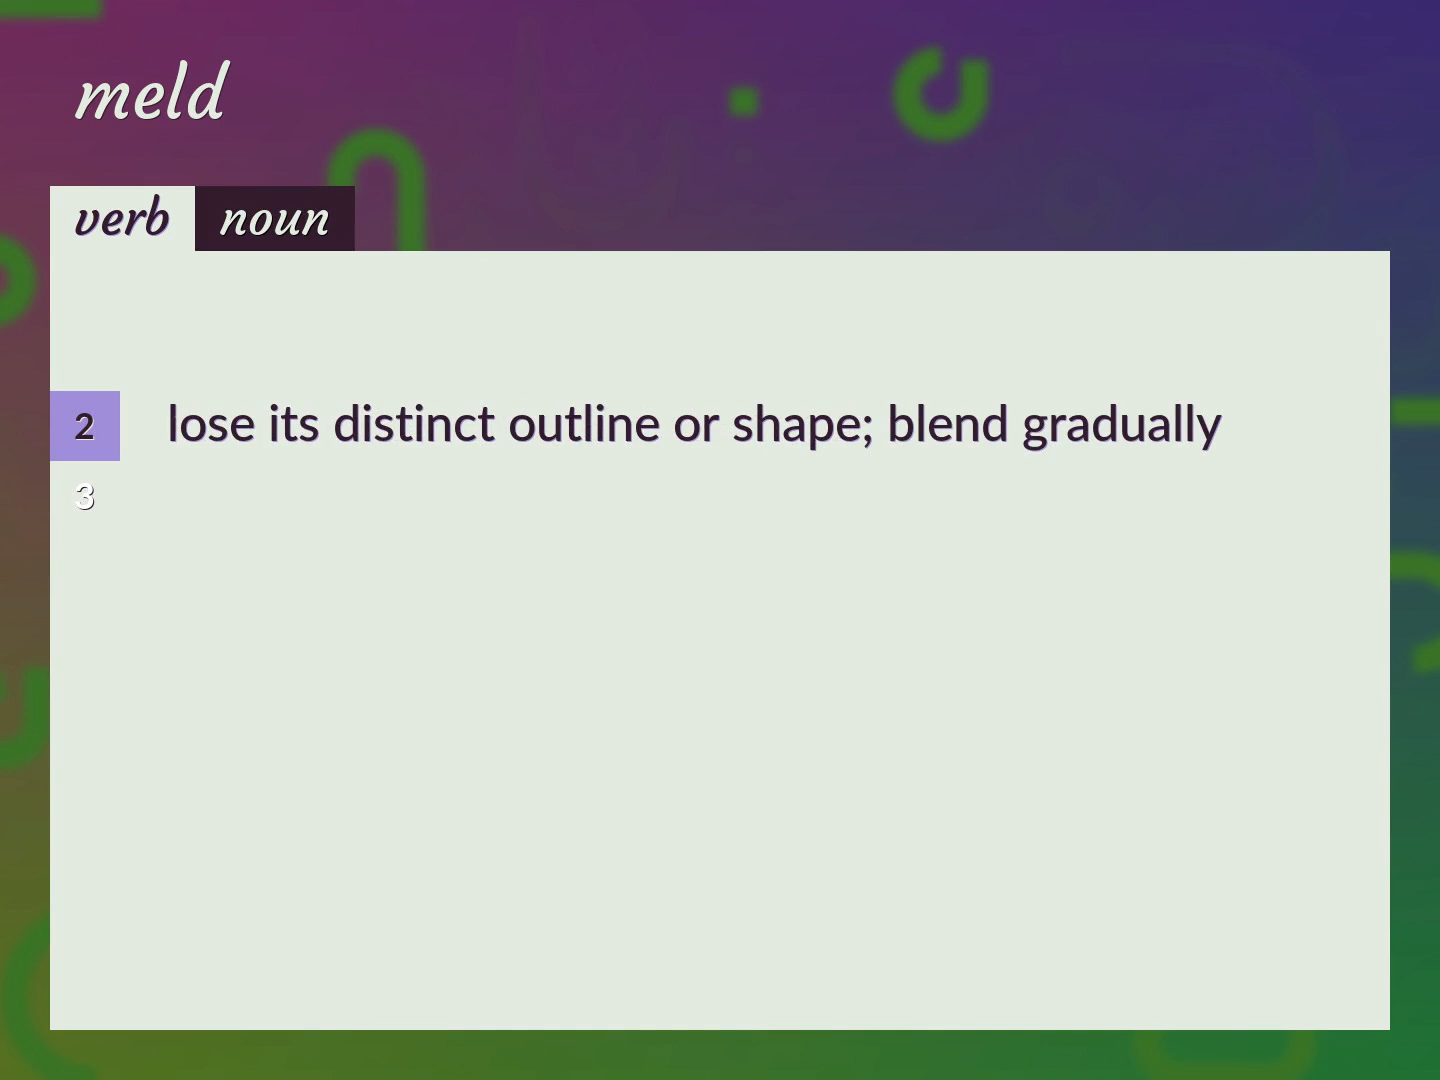 meld
verb noun
2 lose its distinct outline or shape; blend gradually
3